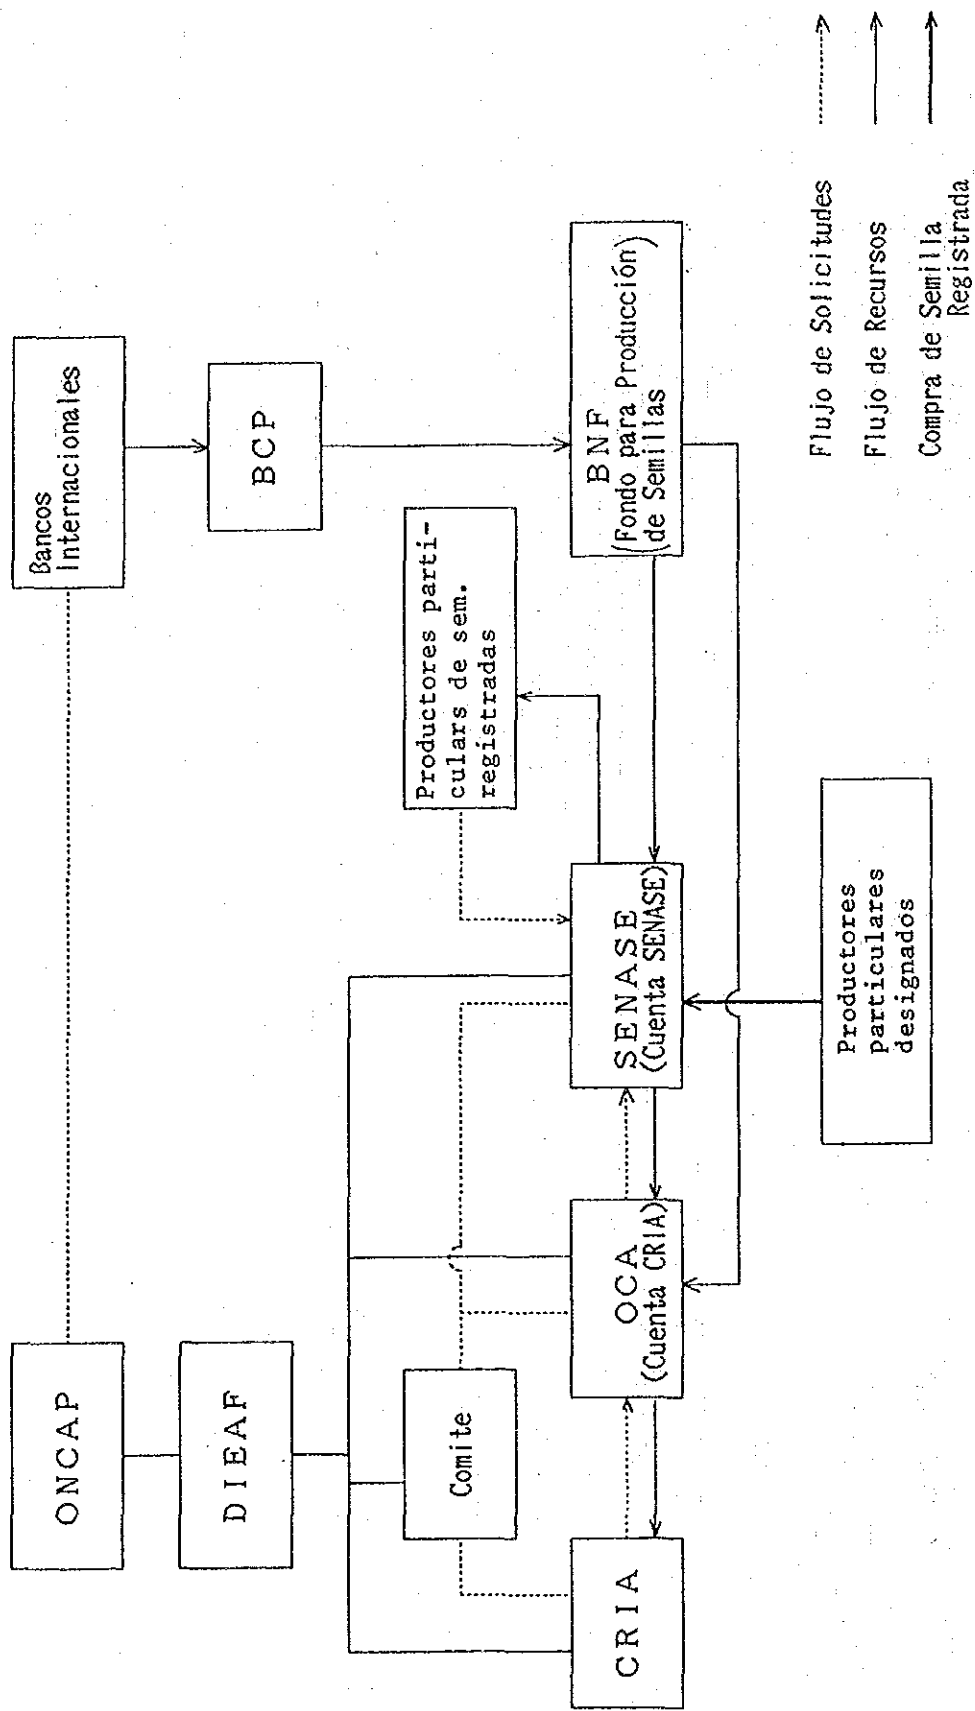 ONCAP
Bancos
Internacionales
DIEAF
BCP
Comite
Productores parti-
culars de sem.
registradas
CRIA
OCA
(Cuenta CRIA)
SENASE
(Cuenta SENASE)
BNF
(Fondo para Producción
de Semillas)
Productores
particulares
designados
Flujo de Solicitudes
Flujo de Recursos
Compra de Semilla
Registrada